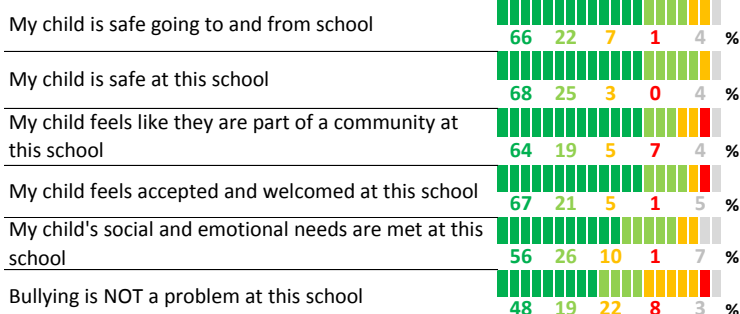 My child is safe going to and from school
66 22 7 1 4 %
My child is safe at this school
68 25 3 0 4 %
My child feels like they are part of a community at
this school
64 19 5 7 4 %
My child feels accepted and welcomed at this school
67 21 5 1 5 %
My child's social and emotional needs are met at this
school
56 26 10 1 7 %
Bullying is NOT a problem at this school
48 19 22 8 3 %